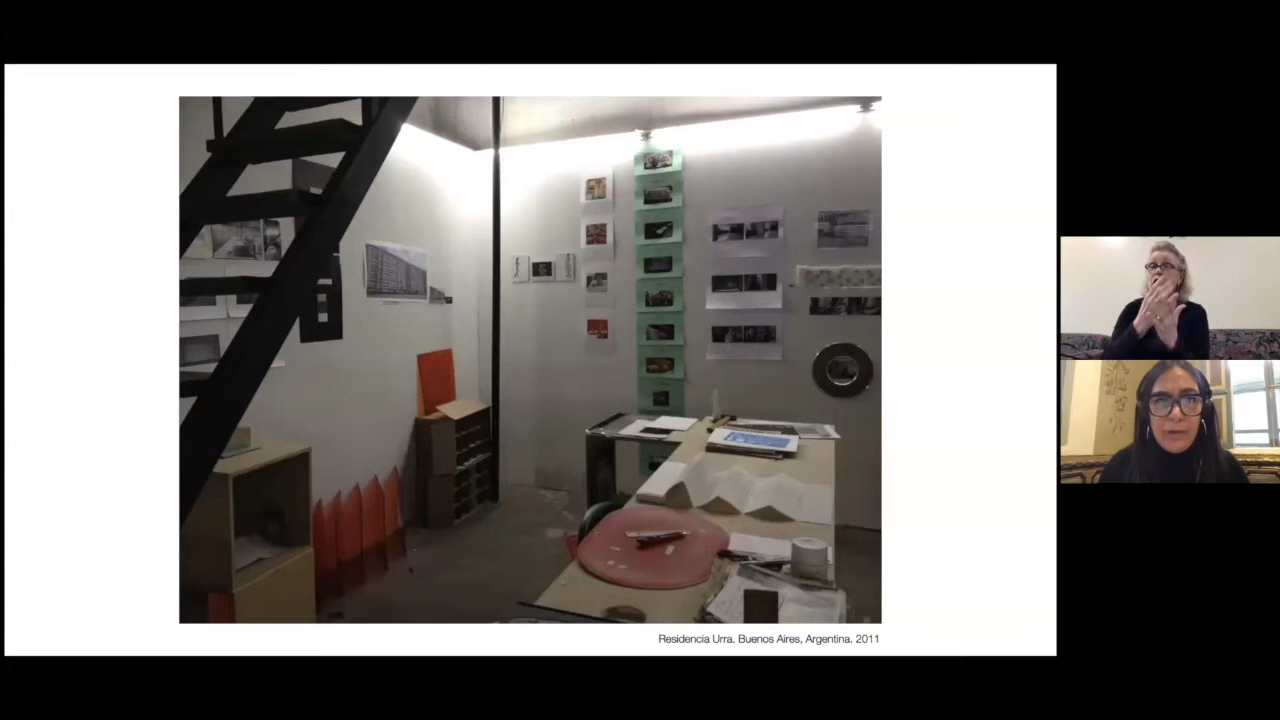 Residencia Urra. Buenos Aires, Argentina. 2011